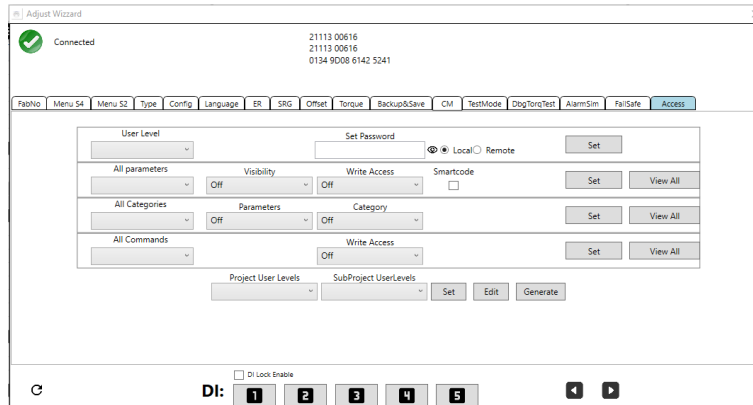 Adjust Wizzard
Connected
21113 00616
21113 00616
0134 9D08 6142 5241
FabNo Menu S4 Menu S2 Type Config Language ER SRG Offset Torque Backup&Save CM TestMode DbgTorqTest AlarmSim FailSafe Access
User Level Set Password
Local Remote Set
All parameters Visibility Write Access Smartcode
Off Off Set View All
All Categories Parameters Category
Off Off Set View All
All Commands Write Access
Off Set View All
Project User Levels SubProject UserLevels
Set Edit Generate
DI Lock Enable
DI: 1 2 3 4 5